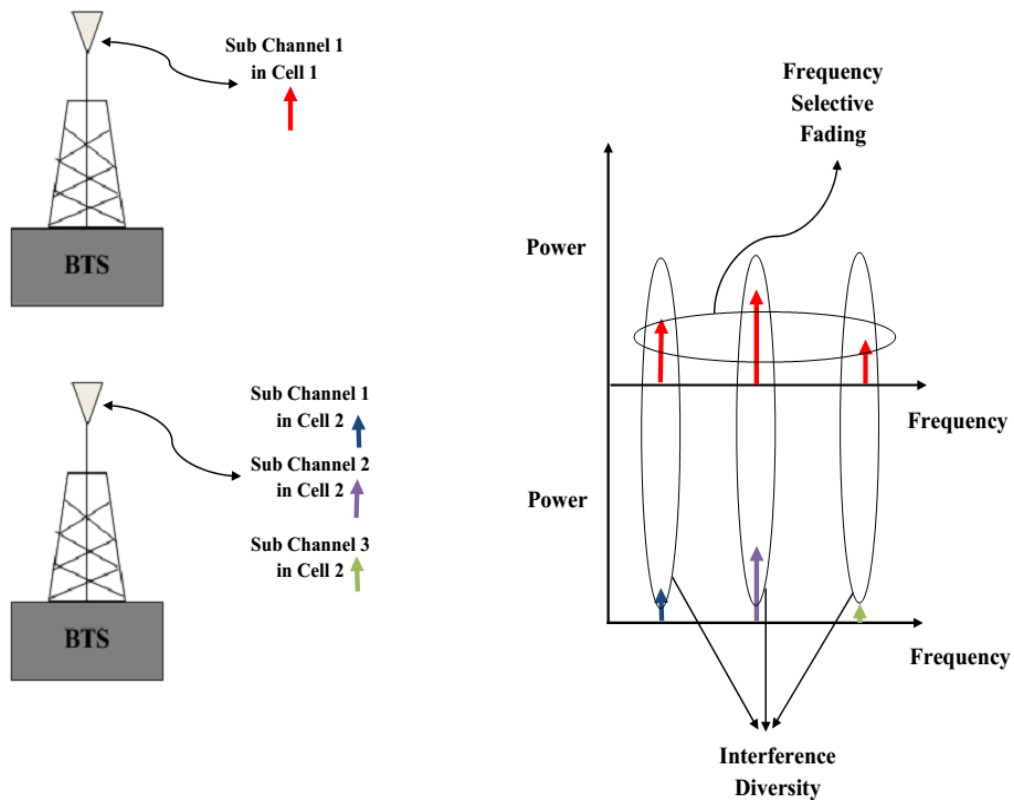 Sub Channel 1
in Cell 1
BTS
Sub Channel 1
in Cell 2
Sub Channel 2
in Cell 2
Sub Channel 3
in Cell 2
BTS
Frequency
Selective
Fading
Power
Frequency
Power
Frequency
Interference
Diversity